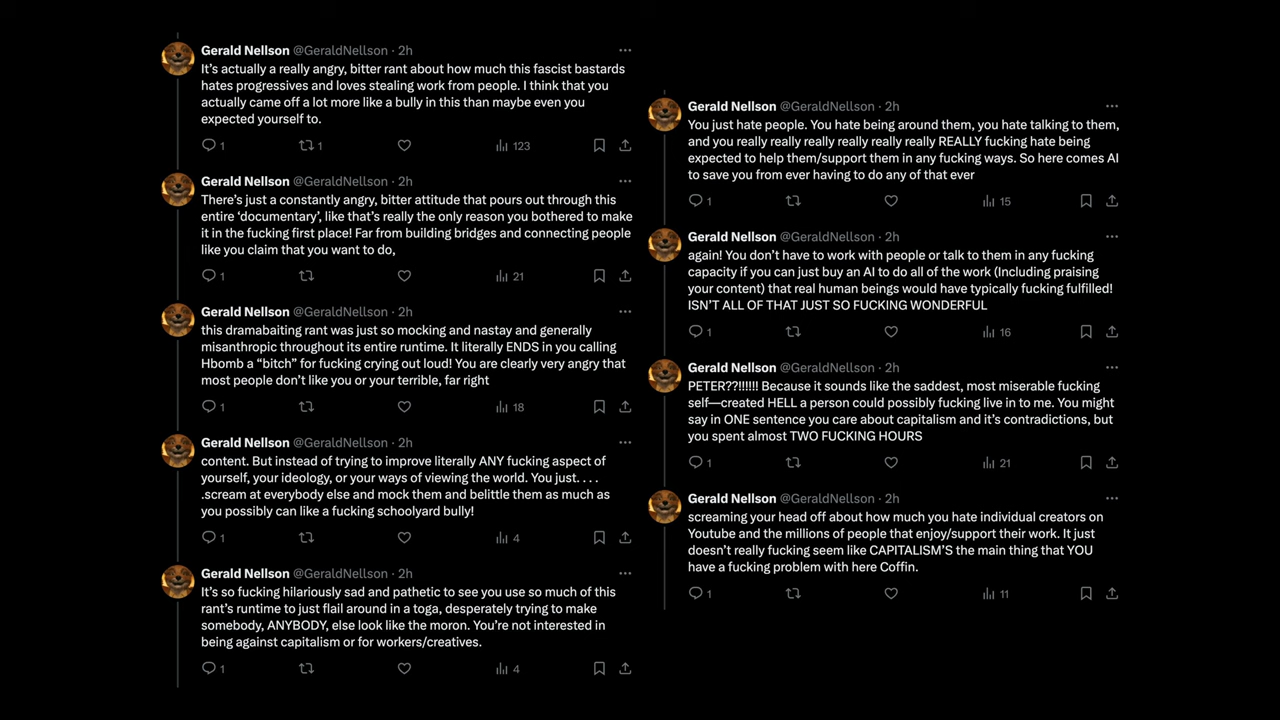 Gerald Nellson @GeraldNellson · 2h
It's actually a really angry, bitter rant about how much this fascist bastards
hates progressives and loves stealing work from people. I think that you
actually came off a lot more like a bully in this than maybe even you
expected yourself to.
1 1 123
Gerald Nellson @GeraldNellson · 2h
There's just a constantly angry, bitter attitude that pours out through this
entire 'documentary', like that's really the only reason you bothered to make
it in the fucking first place! Far from building bridges and connecting people
like you claim that you want to do,
1 21
Gerald Nellson @GeraldNellson · 2h
this dramabaiting rant was just so mocking and nastay and generally
misanthropic throughout its entire runtime. It literally ENDS in you calling
Hbomb a “bitch” for fucking crying out loud! You are clearly very angry that
most people don't like you or your terrible, far right
1 18
Gerald Nellson @GeraldNellson · 2h
content. But instead of trying to improve literally ANY fucking aspect of
yourself, your ideology, or your ways of viewing the world. You just. . . .
.scream at everybody else and mock them and belittle them as much as
you possibly can like a fucking schoolyard bully!
1 4
Gerald Nellson @GeraldNellson · 2h
It's so fucking hilariously sad and pathetic to see you use so much of this
rant's runtime to just flail around in a toga, desperately trying to make
somebody, ANYBODY, else look like the moron. You're not interested in
being against capitalism or for workers/creatives.
1 4
Gerald Nellson @GeraldNellson · 2h
You just hate people. You hate being around them, you hate talking to them,
and you really really really really really really REALLY fucking hate being
expected to help them/support them in any fucking ways. So here comes AI
to save you from ever having to do any of that ever
1 15
Gerald Nellson @GeraldNellson · 2h
again! You don't have to work with people or talk to them in any fucking
capacity if you can just buy an AI to do all of the work (Including praising
your content) that real human beings would have typically fucking fulfilled!
ISN'T ALL OF THAT JUST SO FUCKING WONDERFUL
1 16
Gerald Nellson @GeraldNellson · 2h
PETER??!!!!!! Because it sounds like the saddest, most miserable fucking
self—created HELL a person could possibly fucking live in to me. You might
say in ONE sentence you care about capitalism and it's contradictions, but
you spent almost TWO FUCKING HOURS
1 21
Gerald Nellson @GeraldNellson · 2h
screaming your head off about how much you hate individual creators on
Youtube and the millions of people that enjoy/support their work. It just
doesn't really fucking seem like CAPITALISM'S the main thing that YOU
have a fucking problem with here Coffin.
1 11